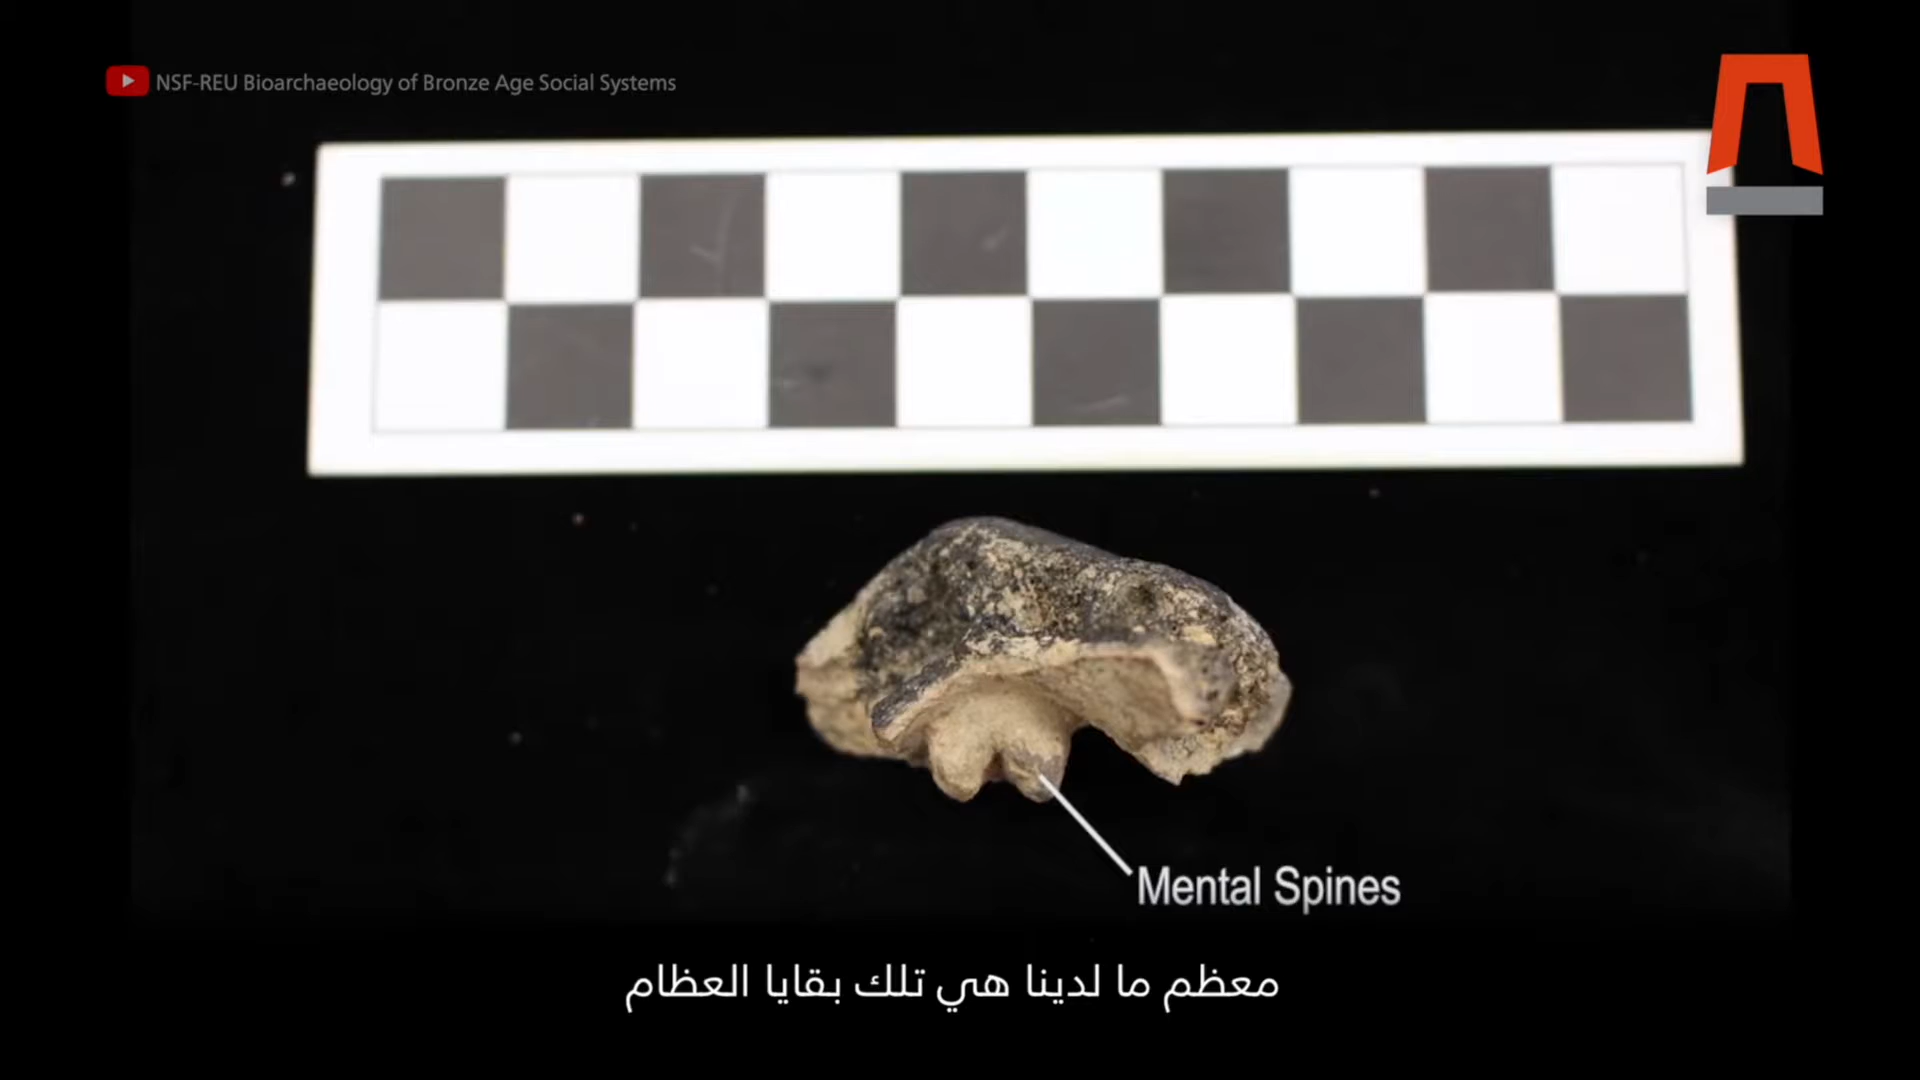 NSF-REU Bioarchaeology of Bronze Age Social Systems
Mental Spines
معظم ما لدينا هي تلك بقايا العظام